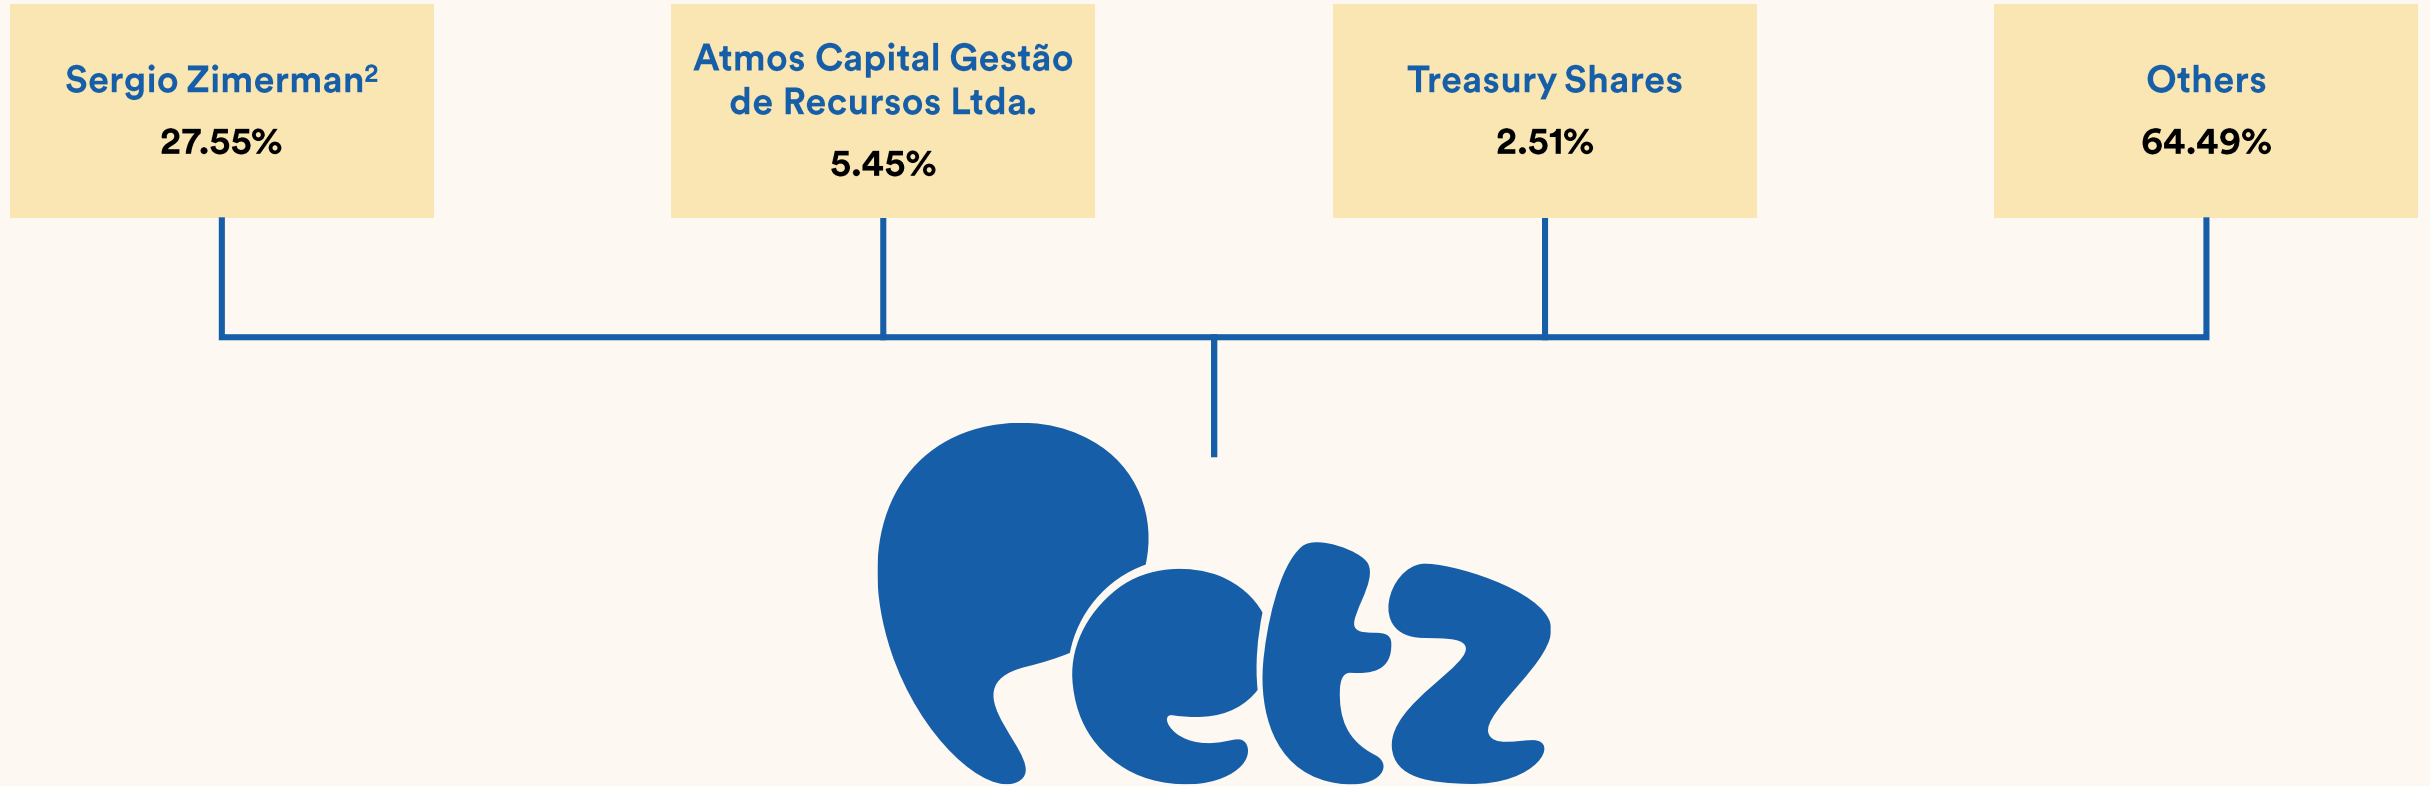 Sergio Zimerman²
27.55%
Atmos Capital Gestão
de Recursos Ltda.
5.45%
Treasury Shares
2.51%
Others
64.49%
Petz